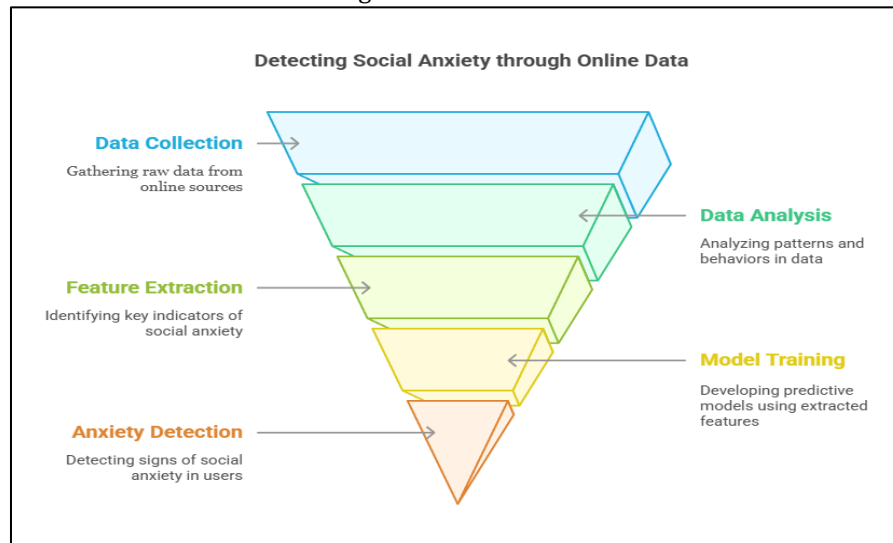 Detecting Social Anxiety through Online Data
Data Collection
Gathering raw data from
online sources
Data Analysis
Analyzing patterns and
behaviors in data
Feature Extraction
Identifying key indicators of
social anxiety
Model Training
Developing predictive
models using extracted
features
Anxiety Detection
Detecting signs of social
anxiety in users